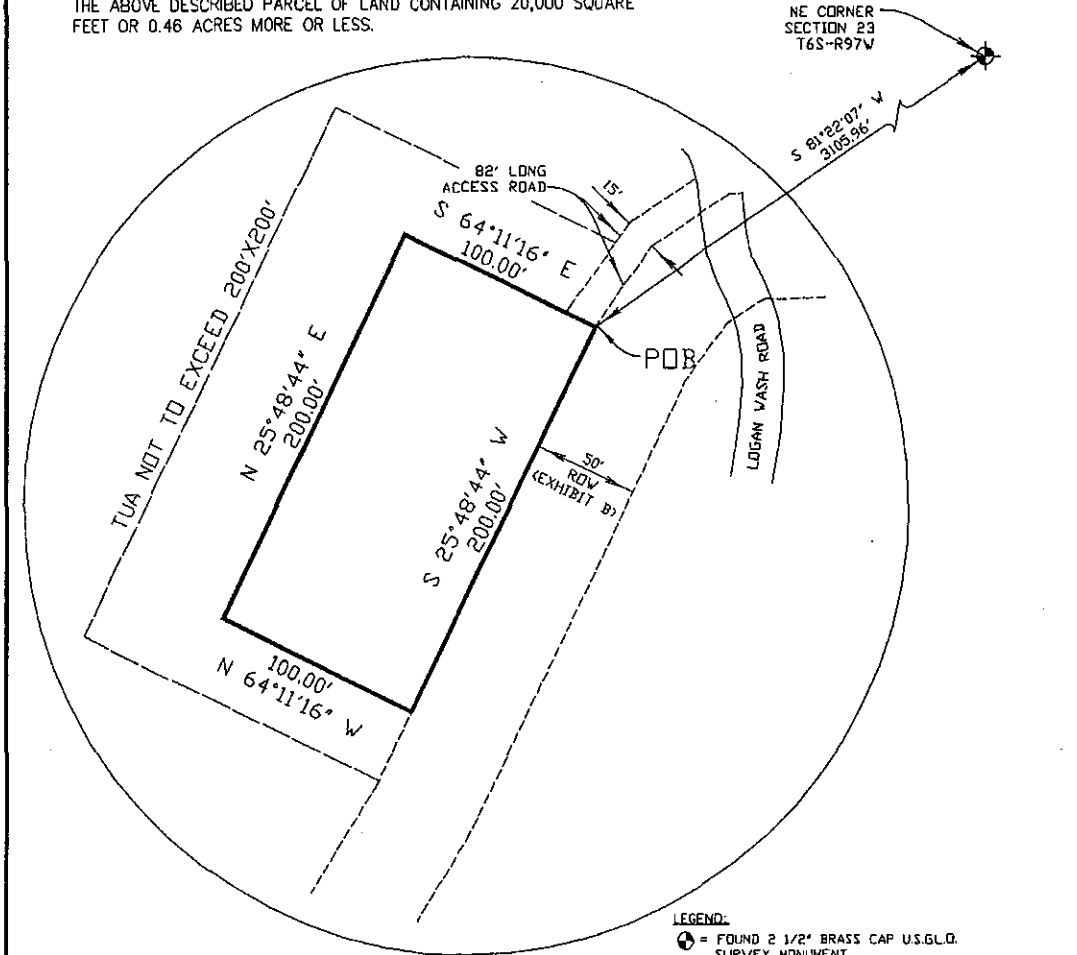 THE ABOVE DESCRIBED PARCEL OF LAND CONTAINING 20,000 SQUARE
FEET OR 0.46 ACRES MORE OR LESS.
NE CORNER
SECTION 23
T6S-R97W
S 81°22'07" W
3105.96'
82' LONG
ACCESS ROAD
15'
S 64°11'16" E
100.00'
TUA NOT TO EXCEED 200'X200'
N 25°48'44" E
200.00'
POB
LOGAN WASH ROAD
S 25°48'44" W
200.00'
50'
ROW
(EXHIBIT B)
100.00'
N 64°11'16" W
LEGEND:
= FOUND 2 1/2" BRASS CAP U.S.GL.O.
SURVEY MONUMENT